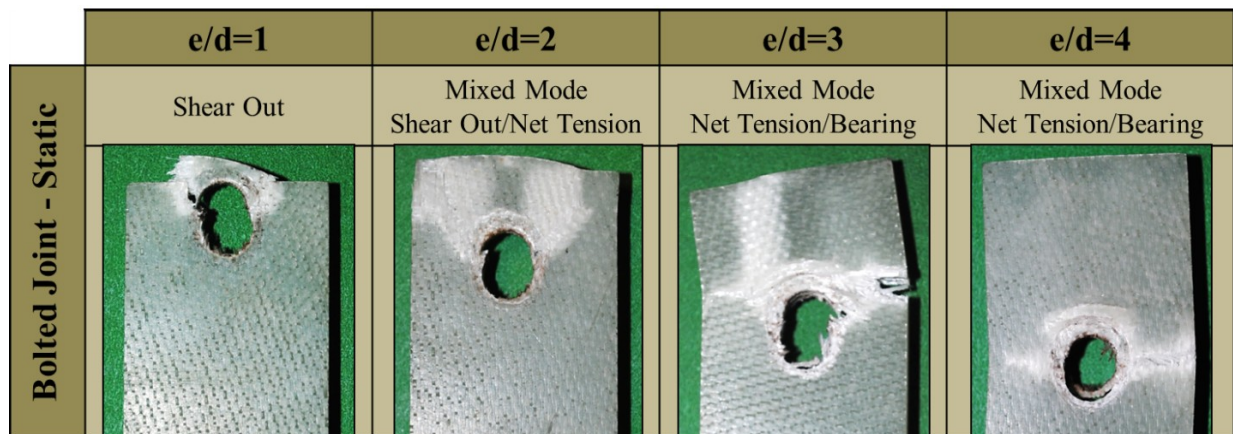 e/d=1
e/d=2
e/d=3
e/d=4
Bolted Joint - Static
Shear Out
Mixed Mode
Shear Out/Net Tension
Mixed Mode
Net Tension/Bearing
Mixed Mode
Net Tension/Bearing